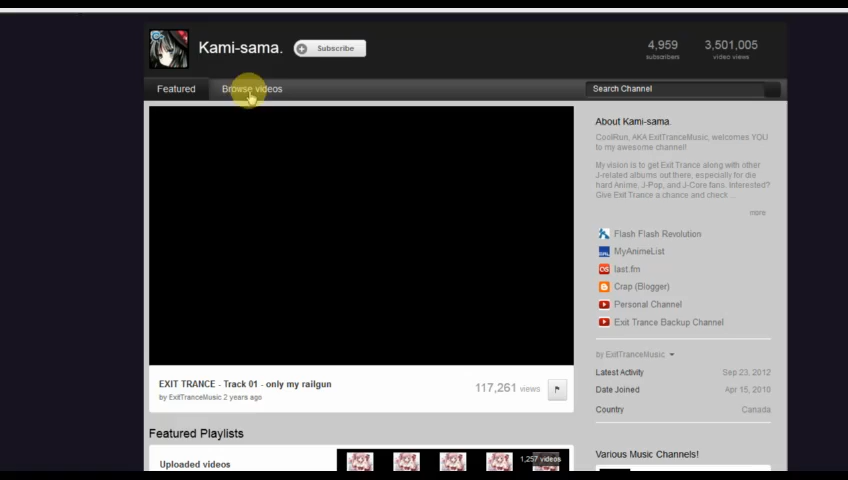 Kami-sama.
Subscribe
4,959
subscribers
3,501,005
video views
Featured
Browse videos
Search Channel
About Kami-sama.
CoolRun, AKA ExitTranceMusic, welcomes YOU
to my awesome channel!
My vision is to get Exit Trance along with other
J-related albums out there, especially for die
hard Anime, J-Pop, and J-Core fans. Interested?
Give Exit Trance a chance and check ...
more
Flash Flash Revolution
MyAnimeList
last.fm
Crap (Blogger)
Personal Channel
Exit Trance Backup Channel
by ExitTranceMusic
Latest Activity Sep 23, 2012
Date Joined Apr 15, 2010
Country Canada
EXIT TRANCE - Track 01 - only my railgun
by ExitTranceMusic 2 years ago
117,261 views
Featured Playlists
Uploaded videos
1,257 videos
Various Music Channels!